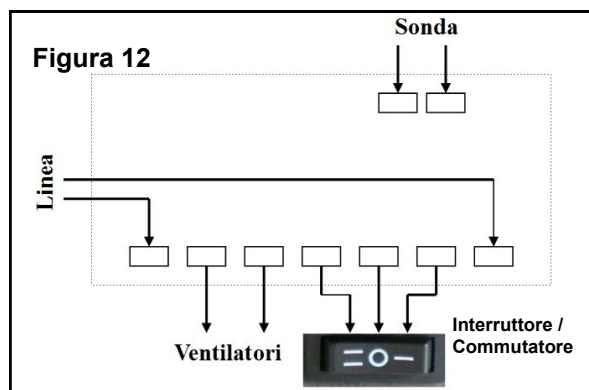 Sonda
Figura 12
Linea
Ventilatori
Interruttore /
Commutatore